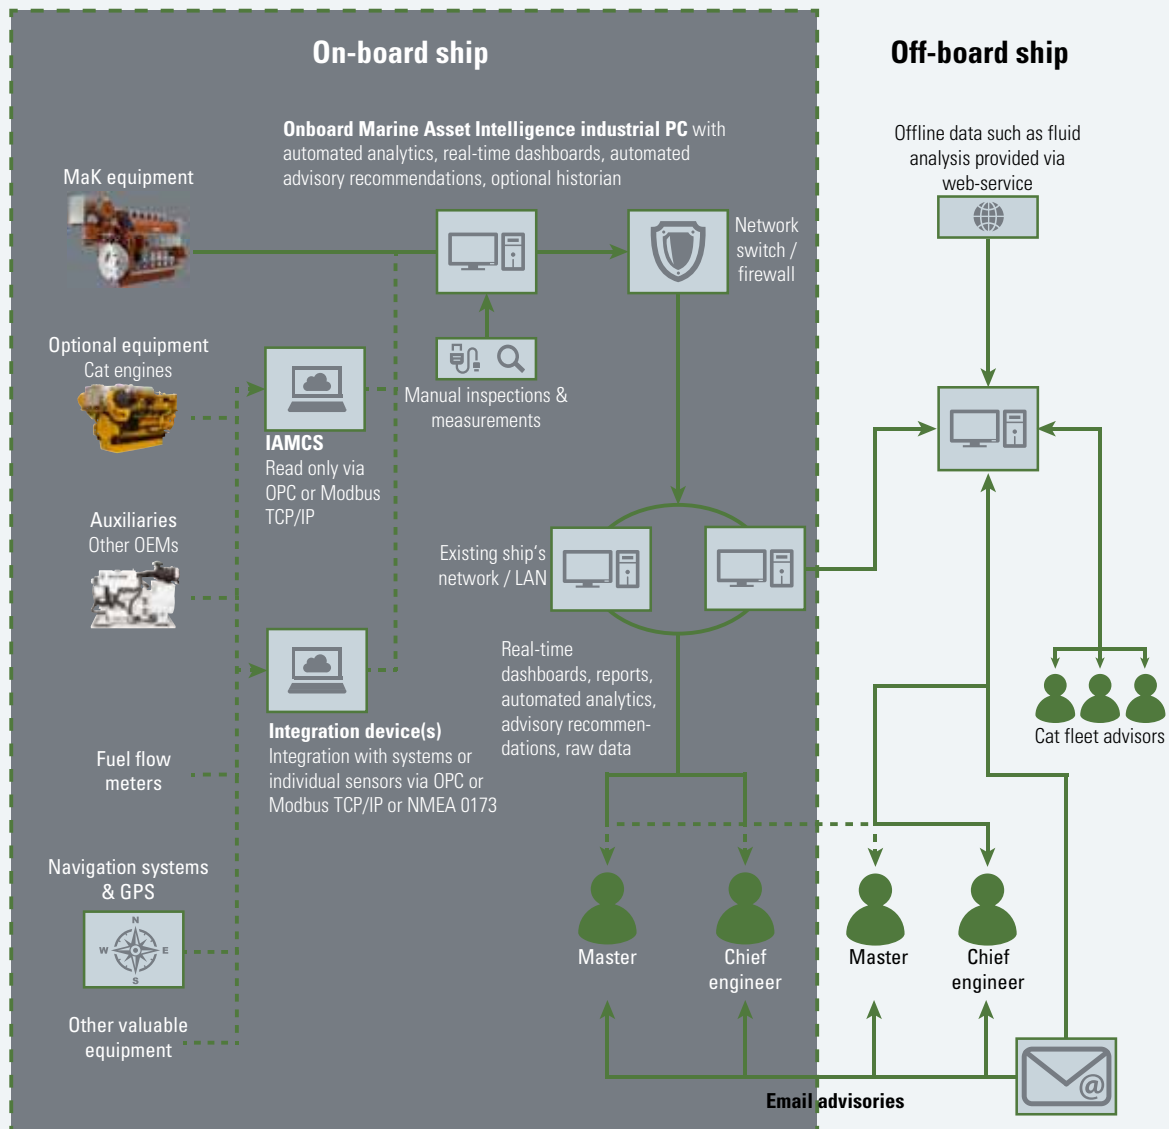 On-board ship
Off-board ship
Onboard Marine Asset Intelligence industrial PC with
automated analytics, real-time dashboards, automated
advisory recommendations, optional historian
Offline data such as fluid
analysis provided via
web-service
MaK equipment
Network
switch /
firewall
Optional equipment
Cat engines
Manual inspections &
measurements
IAMCS
Read only via
OPC or Modbus
TCP/IP
Auxiliaries
Other OEMs
Existing ship's
network / LAN
Real-time
dashboards, reports,
automated analytics,
advisory recommen-
dations, raw data
Integration device(s)
Integration with systems or
individual sensors via OPC or
Modbus TCP/IP or NMEA 0173
Cat fleet advisors
Fuel flow
meters
Navigation systems
& GPS
N
W
E
S
Master
Chief
engineer
Master
Chief
engineer
Other valuable
equipment
@
Email advisories